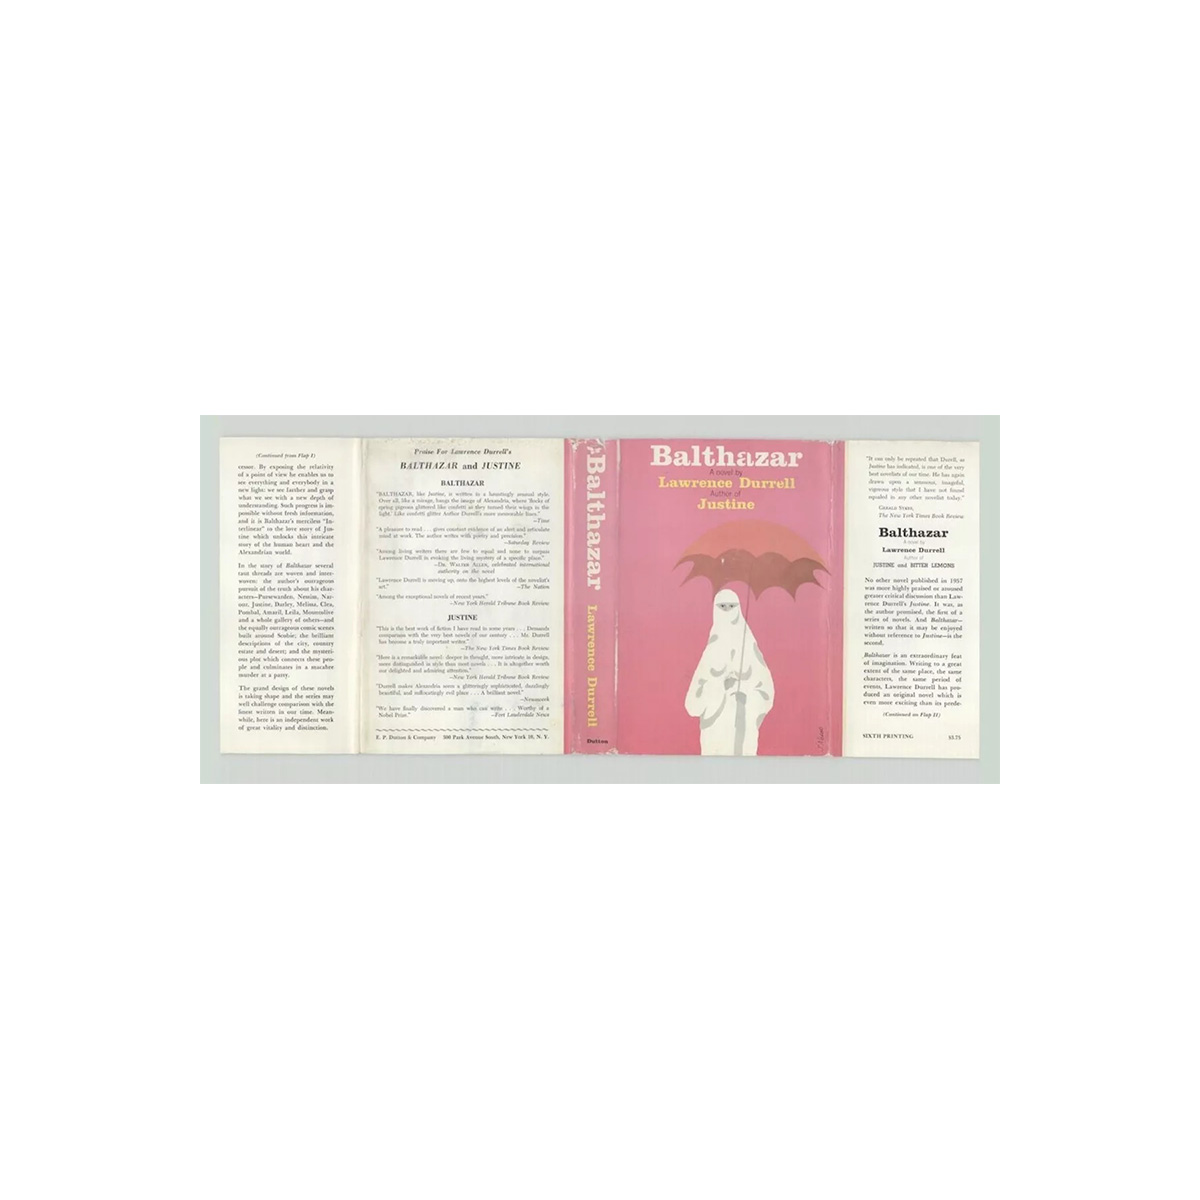 (Continued from Flap I)
cessor. By exposing the relativity
of a point of view he enables us to
see everything and everybody in a
new light: we see farther and grasp
what we see with a new depth of
understanding. Such progress is im-
possible without fresh information,
and it is Balthazar's merciless "In-
terlinear" to the love story of Jus-
tine which unlocks this intricate
story of the human heart and the
Alexandrian world.
In the story of Balthazar several
taut threads are woven and inter-
woven: the author's outrageous
pursuit of the truth about his char-
acters—Pursewarden, Nessim, Nar-
ouz, Justine, Darley, Melissa, Clea,
Pombal, Amaril, Leila, Mountolive
and a whole gallery of others—and
the equally outrageous comic scenes
built around Scobie; the brilliant
descriptions of the city, country
estate and desert; and the mysteri-
ous plot which connects these peo-
ple and culminates in a macabre
murder at a party.
The grand design of these novels
is taking shape and the series may
well challenge comparison with the
finest written in our time. Mean-
while, here is an independent work
of great vitality and distinction.
Praise For Lawrence Durrell's
BALTHAZAR and JUSTINE
BALTHAZAR
"BALTHAZAR, like Justine, is written in a hauntingly sensual style.
Over all, like a mirage, hangs the image of Alexandria, where 'flocks of
spring pigeons glittered like confetti as they turned their wings to the
light.' Like confetti glitter Author Durrell's more memorable lines."
—Time
"A pleasure to read . . . gives constant evidence of an alert and articulate
mind at work. The author writes with poetry and precision."
—Saturday Review
"Among living writers there are few to equal and none to surpass
Lawrence Durrell in evoking the living mystery of a specific place."
—Dr. Walter Allen, celebrated international
authority on the novel
"Lawrence Durrell is moving up, onto the highest levels of the novelist's
art."
—The Nation
"Among the exceptional novels of recent years."
—New York Herald Tribune Book Review
JUSTINE
"This is the best work of fiction I have read in some years . . . Demands
comparison with the very best novels of our century . . . Mr. Durrell
has become a truly important writer."
—The New York Times Book Review
"Here is a remarkable novel—deeper in thought, more intricate in design,
more distinguished in style than most novels . . . It is altogether worth
our delighted and admiring attention."
—New York Herald Tribune Book Review
"Durrell makes Alexandria seem a glitteringly sophisticated, dazzlingly
beautiful, and suffocatingly evil place . . . A brilliant novel."
—Newsweek
"We have finally discovered a man who can write . . . Worthy of a
Nobel Prize."
—Fort Lauderdale News
E. P. Dutton & Company 300 Park Avenue South, New York 10, N. Y.
Balthazar Lawrence Durrell
Dutton
Balthazar
A novel by
Lawrence Durrell
Author of
Justine
"It can only be repeated that Durrell, as
Justine has indicated, is one of the very
best novelists of our time. He has again
drawn upon a sensuous, imageful,
vigorous style that I have not found
equaled in any other novelist today."
Gerald Sykes,
The New York Times Book Review
Balthazar
A novel by
Lawrence Durrell
Author of
JUSTINE and BITTER LEMONS
No other novel published in 1957
was more highly praised or aroused
greater critical discussion than Law-
rence Durrell's Justine. It was, as
the author promised, the first of a
series of novels. And Balthazar—
written so that it may be enjoyed
without reference to Justine—is the
second.
Balthazar is an extraordinary feat
of imagination. Writing to a great
extent of the same place, the same
characters, the same period of
events, Lawrence Durrell has pro-
duced an original novel which is
even more exciting than its prede-
(Continued on Flap II)
SIXTH PRINTING $3.75